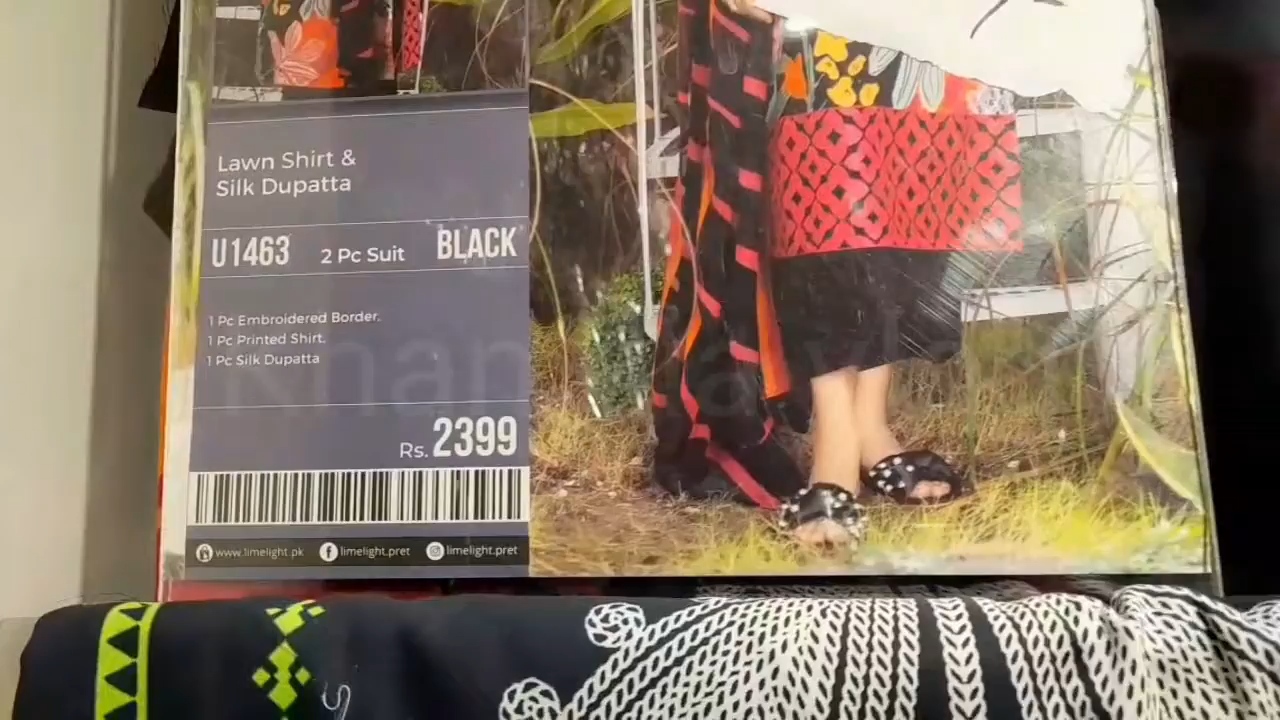 Lawn Shirt &
Silk Dupatta
U1463 2 Pc Suit BLACK
1 Pc Embroidered Border.
1 Pc Printed Shirt.
1 Pc Silk Dupatta
Rs. 2399
www.limelight.pk limelight.pret limelight.pret